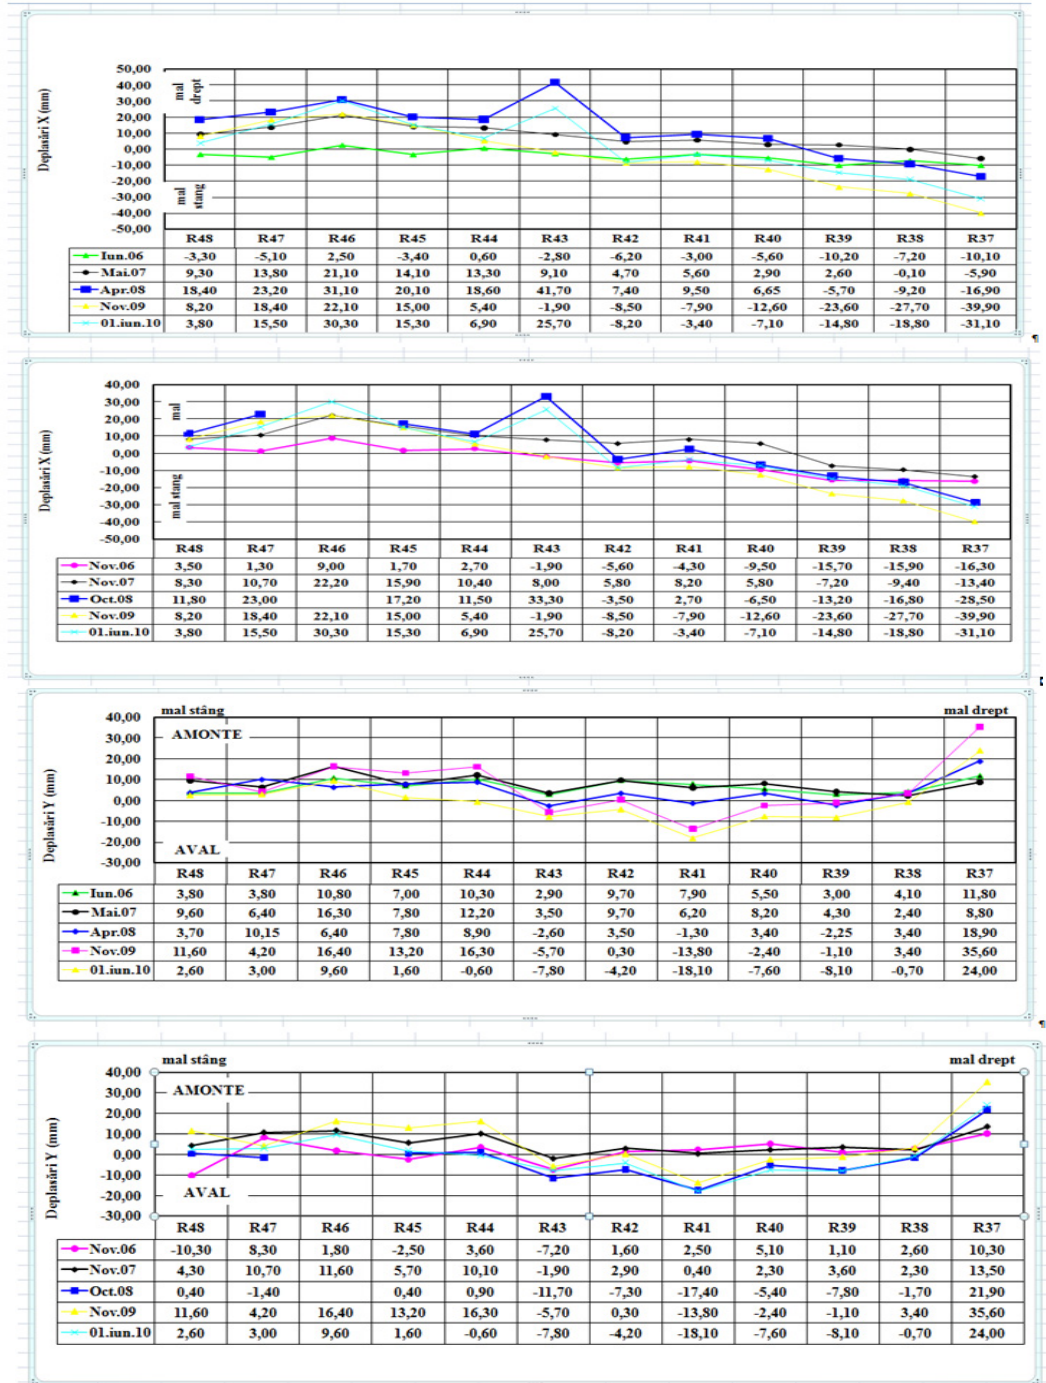 Deplasări X (mm)
50,00
40,00
30,00
20,00
10,00
0,00
-10,00
-20,00
-30,00
-40,00
-50,00
mal drept
mal stang
R48 R47 R46 R45 R44 R43 R42 R41 R40 R39 R38 R37
Iun.06 -3,30 -5,10 2,50 -3,40 0,60 -2,80 -6,20 -3,00 -5,60 -10,20 -7,20 -10,10
Mai.07 9,30 13,80 21,10 14,10 13,30 9,10 4,70 5,60 2,90 2,60 -0,10 -5,90
Apr.08 18,40 23,20 31,10 20,10 18,60 41,70 7,40 9,50 6,65 -5,70 -9,20 -16,90
Nov.09 8,20 18,40 22,10 15,00 5,40 -1,90 -8,50 -7,90 -12,60 -23,60 -27,70 -39,90
01.iun.10 3,80 15,50 30,30 15,30 6,90 25,70 -8,20 -3,40 -7,10 -14,80 -18,80 -31,10
¶
Deplasări X (mm)
40,00
30,00
20,00
10,00
0,00
-10,00
-20,00
-30,00
-40,00
-50,00
mal
mal stang
R48 R47 R46 R45 R44 R43 R42 R41 R40 R39 R38 R37
Nov.06 3,50 1,30 9,00 1,70 2,70 -1,90 -5,60 -4,30 -9,50 -15,70 -15,90 -16,30
Nov.07 8,30 10,70 22,20 15,90 10,40 8,00 5,80 8,20 5,80 -7,20 -9,40 -13,40
Oct.08 11,80 23,00 17,20 11,50 33,30 -3,50 2,70 -6,50 -13,20 -16,80 -28,50
Nov.09 8,20 18,40 22,10 15,00 5,40 -1,90 -8,50 -7,90 -12,60 -23,60 -27,70 -39,90
01.iun.10 3,80 15,50 30,30 15,30 6,90 25,70 -8,20 -3,40 -7,10 -14,80 -18,80 -31,10
mal stâng mal drept
Deplasări Y (mm)
40,00
30,00
20,00
10,00
0,00
-10,00
-20,00
-30,00
AMONTE
AVAL
R48 R47 R46 R45 R44 R43 R42 R41 R40 R39 R38 R37
Iun.06 3,80 3,80 10,80 7,00 10,30 2,90 9,70 7,90 5,50 3,00 4,10 11,80
Mai.07 9,60 6,40 16,30 7,80 12,20 3,50 9,70 6,20 8,20 4,30 2,40 8,80
Apr.08 3,70 10,15 6,40 7,80 8,90 -2,60 3,50 -1,30 3,40 -2,25 3,40 18,90
Nov.09 11,60 4,20 16,40 13,20 16,30 -5,70 0,30 -13,80 -2,40 -1,10 3,40 35,60
01.iun.10 2,60 3,00 9,60 1,60 -0,60 -7,80 -4,20 -18,10 -7,60 -8,10 -0,70 24,00
¶
mal stâng mal drept
Deplasări Y (mm)
40,00
30,00
20,00
10,00
0,00
-10,00
-20,00
-30,00
AMONTE
AVAL
R48 R47 R46 R45 R44 R43 R42 R41 R40 R39 R38 R37
Nov.06 -10,30 8,30 1,80 -2,50 3,60 -7,20 1,60 2,50 5,10 1,10 2,60 10,30
Nov.07 4,30 10,70 11,60 5,70 10,10 -1,90 2,90 0,40 2,30 3,60 2,30 13,50
Oct.08 0,40 -1,40 0,40 0,90 -11,70 -7,30 -17,40 -5,40 -7,80 -1,70 21,90
Nov.09 11,60 4,20 16,40 13,20 16,30 -5,70 0,30 -13,80 -2,40 -1,10 3,40 35,60
01.iun.10 2,60 3,00 9,60 1,60 -0,60 -7,80 -4,20 -18,10 -7,60 -8,10 -0,70 24,00